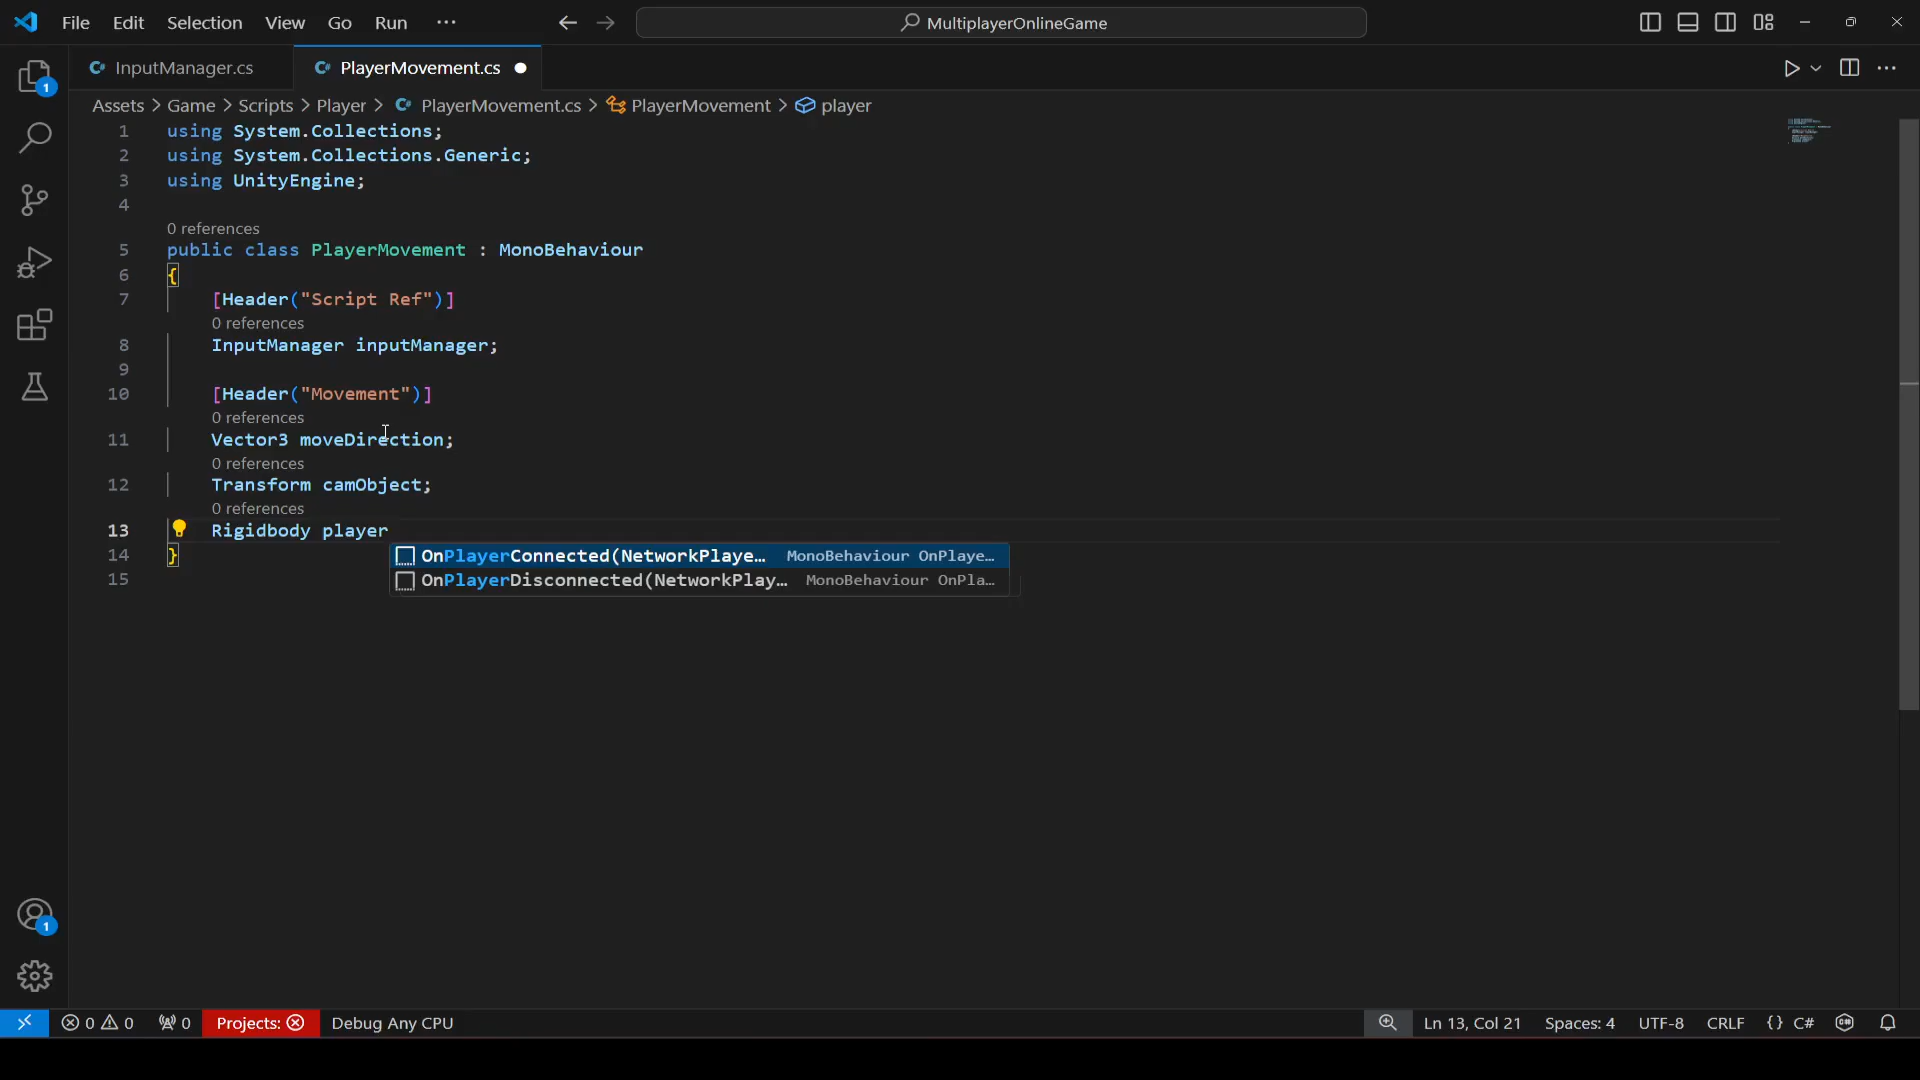 File Edit Selection View Go Run ···
MultiplayerOnlineGame
InputManager.cs
PlayerMovement.cs
Assets > Game > Scripts > Player > PlayerMovement.cs > PlayerMovement > player
1 using System.Collections;
2 using System.Collections.Generic;
3 using UnityEngine;
4
0 references
5 public class PlayerMovement : MonoBehaviour
6 {
7 [Header("Script Ref")]
0 references
8 InputManager inputManager;
9
10 [Header("Movement")]
0 references
11 Vector3 moveDirection;
0 references
12 Transform camObject;
0 references
13 Rigidbody player
14 }
OnPlayerConnected(NetworkPlaye… MonoBehaviour OnPlaye…
OnPlayerDisconnected(NetworkPlay… MonoBehaviour OnPla…
15
1
1
0 0 0 Projects: Debug Any CPU
Ln 13, Col 21 Spaces: 4 UTF-8 CRLF {} C#